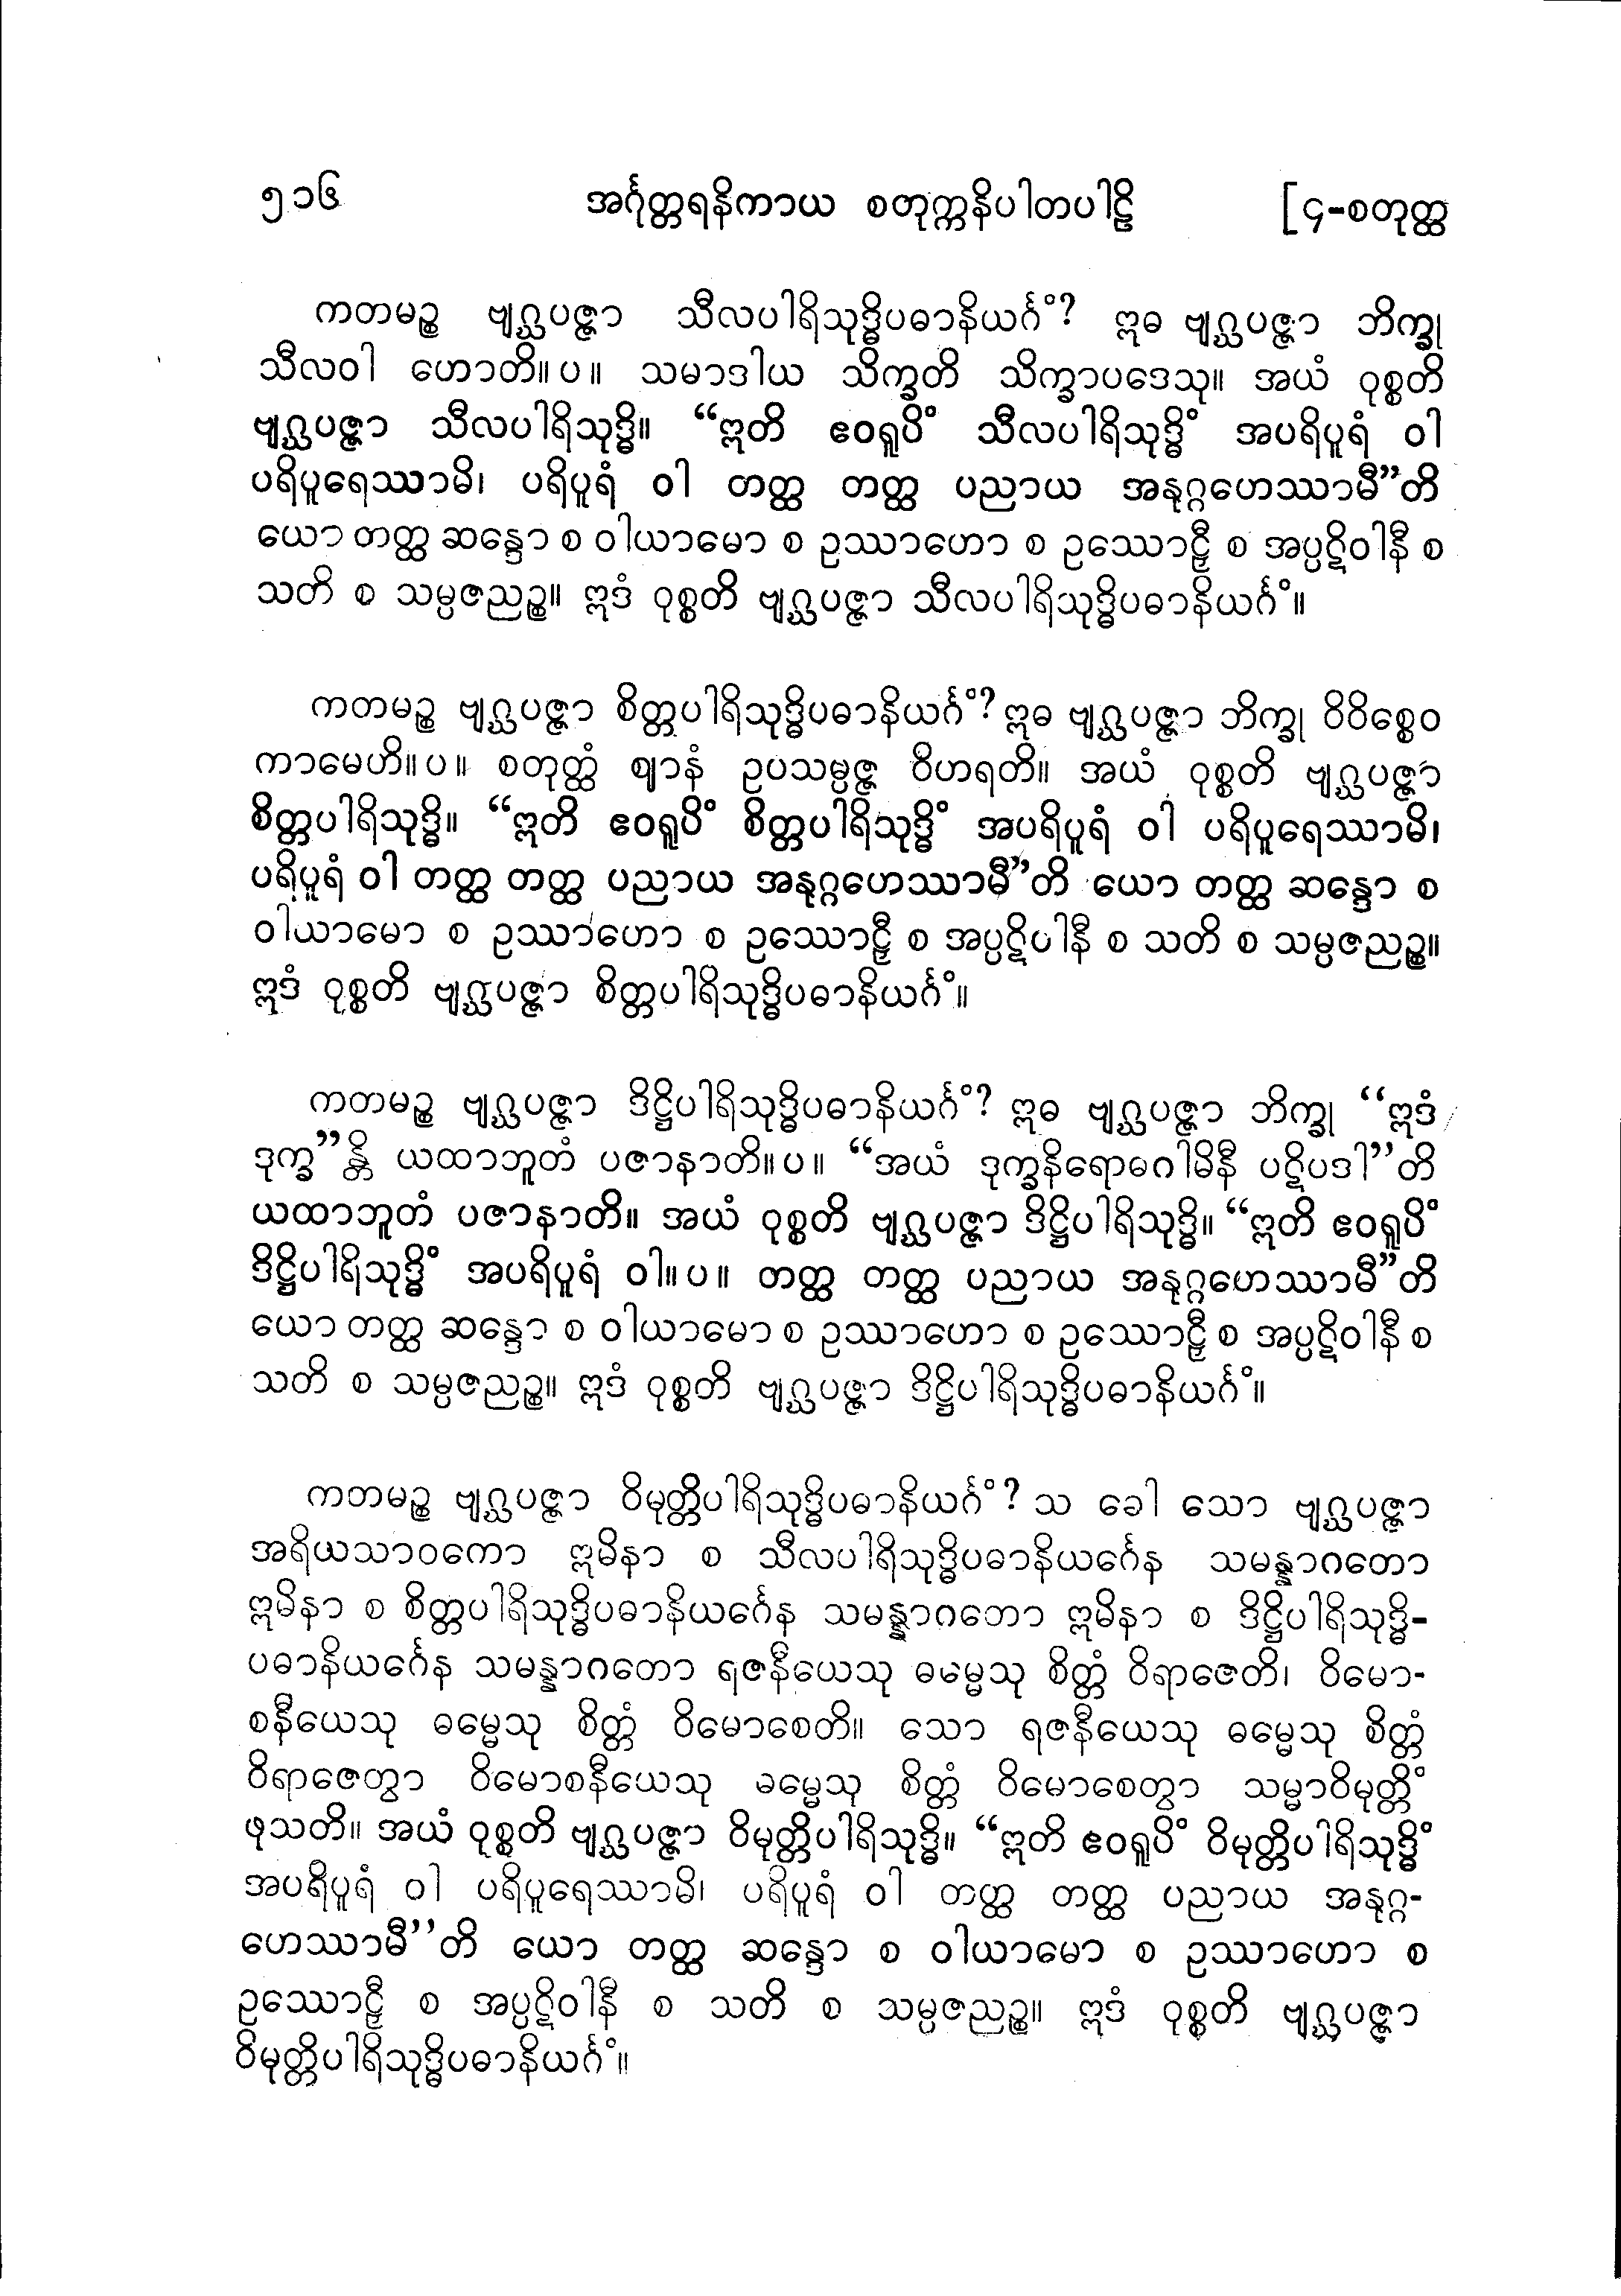 ၅၁၆ အင်္ဂုတ္တရနိကာယ စတုက္ကနိပါတပါဠိ [၄-စတုတ္ထ
ကတမဉ္စ ဗျဂ္ဃပဇ္ဇာ သီလပါရိသုဒ္ဓိပဓာနိယင်္ဂံ? ဣဓ ဗျဂ္ဃပဇ္ဇာ ဘိက္ခု
သီလဝါ ဟောတိ။ပ။ သမာဒါယ သိက္ခတိ သိက္ခာပဒေသု။ အယံ ဝုစ္စတိ
ဗျဂ္ဃပဇ္ဇာ သီလပါရိသုဒ္ဓိ။ “ဣတိ ဧဝရူပိံ သီလပါရိသုဒ္ဓိံ အပရိပူရံ ဝါ
ပရိပူရေဿာမိ၊ ပရိပူရံ ဝါ တတ္ထ တတ္ထ ပညာယ အနုဂ္ဂဟေဿာမီ”တိ
ယော တတ္ထ ဆန္ဒော စ ဝါယာမော စ ဥဿာဟော စ ဥဿောဠှီ စ အပ္ပဋိဝါနီ စ
သတိ စ သမ္ပဇညဉ္စ။ ဣဒံ ဝုစ္စတိ ဗျဂ္ဃပဇ္ဇာ သီလပါရိသုဒ္ဓိပဓာနိယင်္ဂံ။
ကတမဉ္စ ဗျဂ္ဃပဇ္ဇာ စိတ္တပါရိသုဒ္ဓိပဓာနိယင်္ဂံ? ဣဓ ဗျဂ္ဃပဇ္ဇာ ဘိက္ခု ဝိဝိစ္စေဝ
ကာမေဟိ။ပ။ စတုတ္ထံ ဈာနံ ဥပသမ္ပဇ္ဇ ဝိဟရတိ။ အယံ ဝုစ္စတိ ဗျဂ္ဃပဇ္ဇာ
စိတ္တပါရိသုဒ္ဓိ။ “ဣတိ ဧဝရူပိံ စိတ္တပါရိသုဒ္ဓိံ အပရိပူရံ ဝါ ပရိပူရေဿာမိ၊
ပရိပူရံ ဝါ တတ္ထ တတ္ထ ပညာယ အနုဂ္ဂဟေဿာမီ”တိ ယော တတ္ထ ဆန္ဒော စ
ဝါယာမော စ ဥဿာဟော စ ဥဿောဠှီ စ အပ္ပဋိဝါနီ စ သတိ စ သမ္ပဇညဉ္စ။
ဣဒံ ဝုစ္စတိ ဗျဂ္ဃပဇ္ဇာ စိတ္တပါရိသုဒ္ဓိပဓာနိယင်္ဂံ။
ကတမဉ္စ ဗျဂ္ဃပဇ္ဇာ ဒိဋ္ဌိပါရိသုဒ္ဓိပဓာနိယင်္ဂံ? ဣဓ ဗျဂ္ဃပဇ္ဇာ ဘိက္ခု “ဣဒံ
ဒုက္ခ”န္တိ ယထာဘူတံ ပဇာနာတိ။ပ။ “အယံ ဒုက္ခနိရောဓဂါမိနီ ပဋိပဒါ”တိ
ယထာဘူတံ ပဇာနာတိ။ အယံ ဝုစ္စတိ ဗျဂ္ဃပဇ္ဇာ ဒိဋ္ဌိပါရိသုဒ္ဓိ။ “ဣတိ ဧဝရူပိံ
ဒိဋ္ဌိပါရိသုဒ္ဓိံ အပရိပူရံ ဝါ။ပ။ တတ္ထ တတ္ထ ပညာယ အနုဂ္ဂဟေဿာမီ”တိ
ယော တတ္ထ ဆန္ဒော စ ဝါယာမော စ ဥဿာဟော စ ဥဿောဠှီ စ အပ္ပဋိဝါနီ စ
သတိ စ သမ္ပဇညဉ္စ။ ဣဒံ ဝုစ္စတိ ဗျဂ္ဃပဇ္ဇာ ဒိဋ္ဌိပါရိသုဒ္ဓိပဓာနိယင်္ဂံ။
ကတမဉ္စ ဗျဂ္ဃပဇ္ဇာ ဝိမုတ္တိပါရိသုဒ္ဓိပဓာနိယင်္ဂံ? သ ခေါ သော ဗျဂ္ဃပဇ္ဇာ
အရိယသာဝကော ဣမိနာ စ သီလပါရိသုဒ္ဓိပဓာနိယင်္ဂေန သမန္နာဂတော
ဣမိနာ စ စိတ္တပါရိသုဒ္ဓိပဓာနိယင်္ဂေန သမန္နာဂတော ဣမိနာ စ ဒိဋ္ဌိပါရိသုဒ္ဓိ-
ပဓာနိယင်္ဂေန သမန္နာဂတော ရဇနီယေသု ဓမ္မေသု စိတ္တံ ဝိရာဇေတိ၊ ဝိမော-
စနီယေသု ဓမ္မေသု စိတ္တံ ဝိမောစေတိ။ သော ရဇနီယေသု ဓမ္မေသု စိတ္တံ
ဝိရာဇေတွာ ဝိမောစနီယေသု ဓမ္မေသု စိတ္တံ ဝိမောစေတွာ သမ္မာဝိမုတ္တိံ
ဖုသတိ။ အယံ ဝုစ္စတိ ဗျဂ္ဃပဇ္ဇာ ဝိမုတ္တိပါရိသုဒ္ဓိ။ “ဣတိ ဧဝရူပိံ ဝိမုတ္တိပါရိသုဒ္ဓိံ
အပရိပူရံ ဝါ ပရိပူရေဿာမိ၊ ပရိပူရံ ဝါ တတ္ထ တတ္ထ ပညာယ အနုဂ္ဂ-
ဟေဿာမီ”တိ ယော တတ္ထ ဆန္ဒော စ ဝါယာမော စ ဥဿာဟော စ
ဥဿောဠှီ စ အပ္ပဋိဝါနီ စ သတိ စ သမ္ပဇညဉ္စ။ ဣဒံ ဝုစ္စတိ ဗျဂ္ဃပဇ္ဇာ
ဝိမုတ္တိပါရိသုဒ္ဓိပဓာနိယင်္ဂံ။